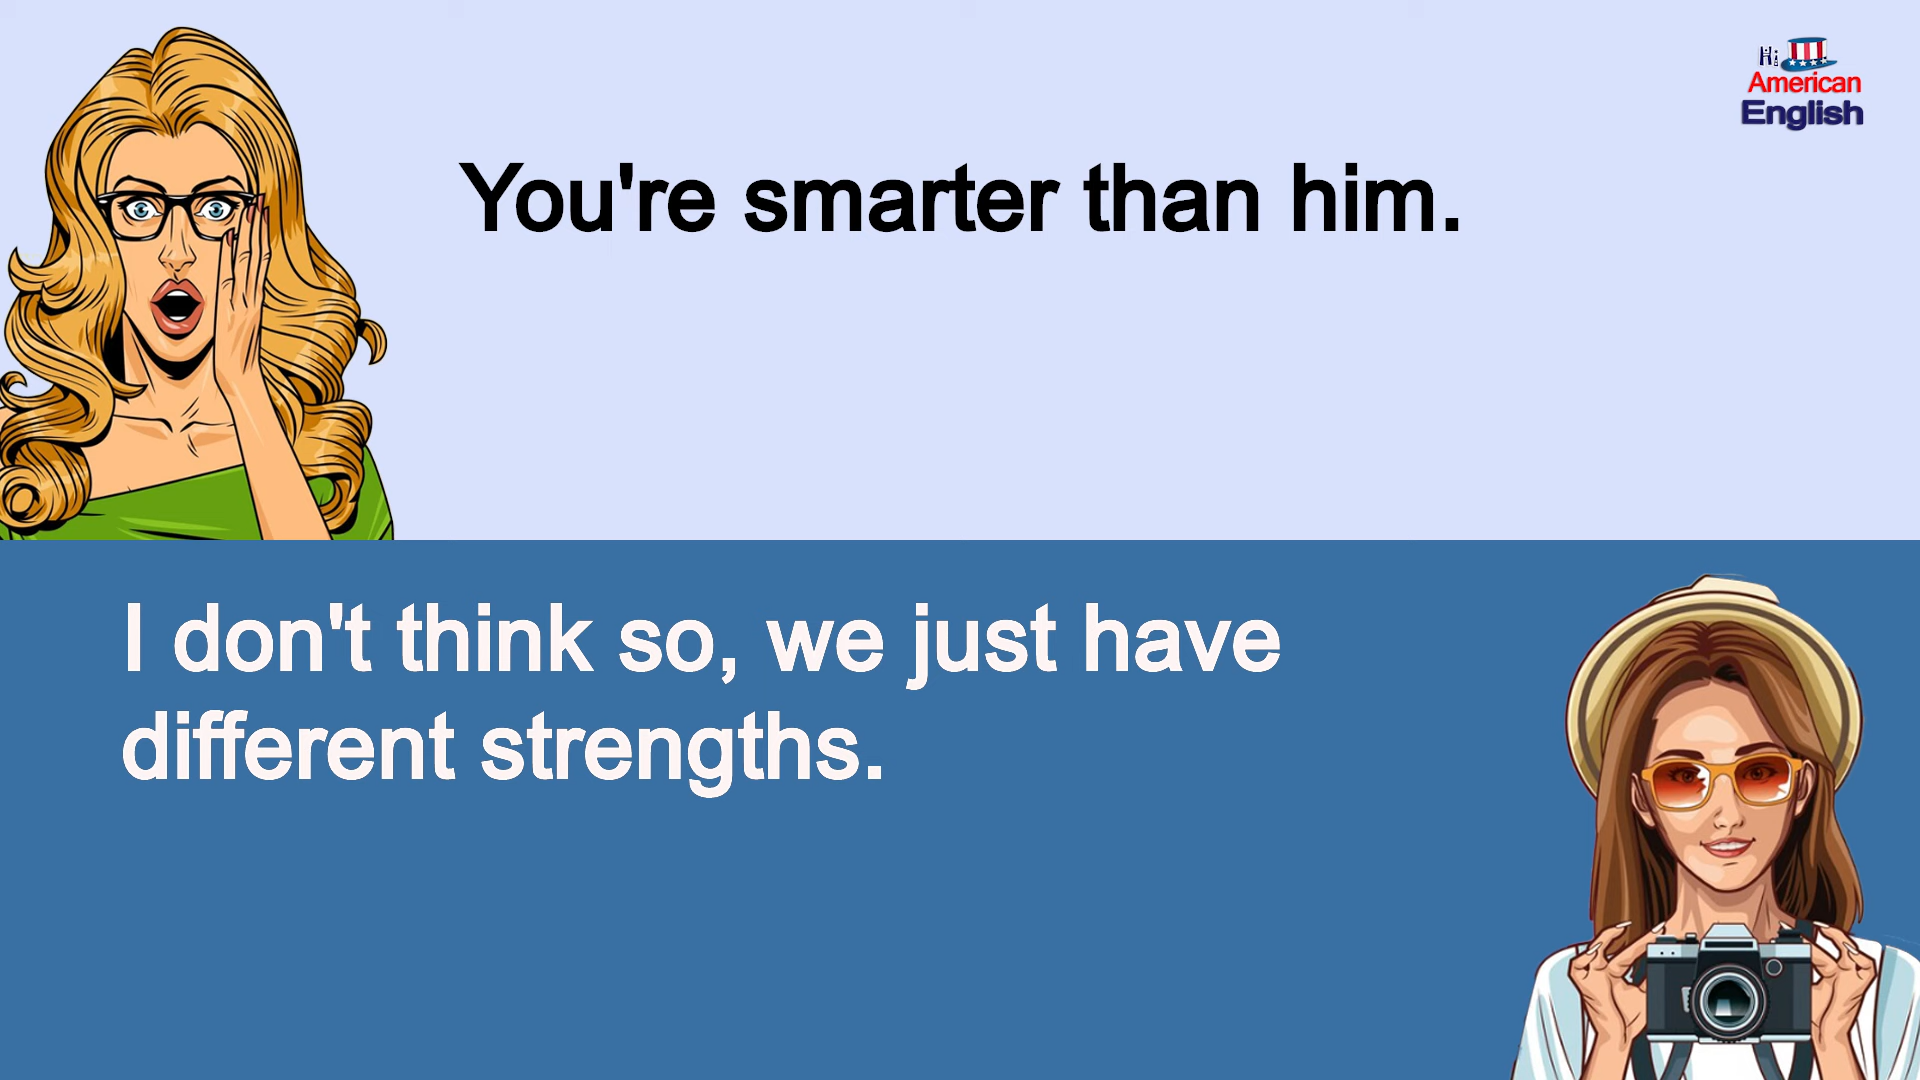 Hi
American
English
You're smarter than him.
I don't think so, we just have
different strengths.